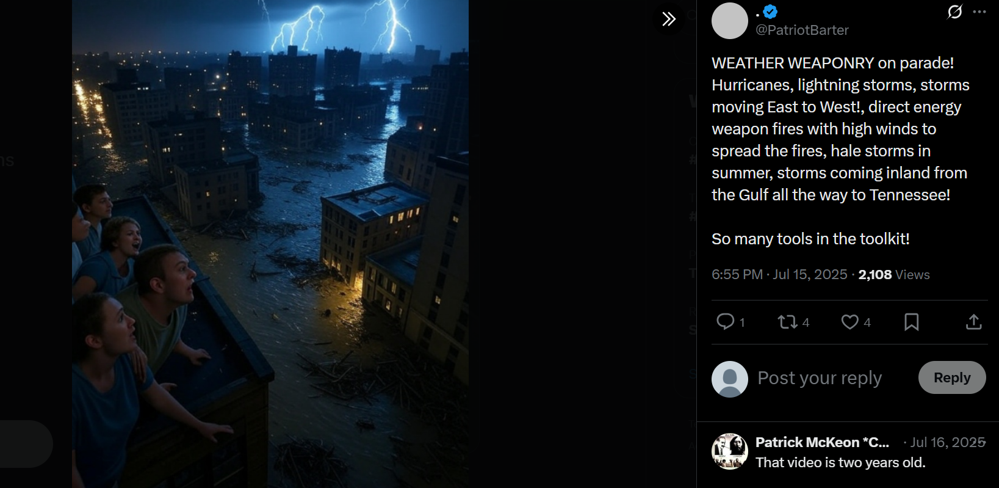 ns
.
@PatriotBarter
WEATHER WEAPONRY on parade!
Hurricanes, lightning storms, storms
moving East to West!, direct energy
weapon fires with high winds to
spread the fires, hale storms in
summer, storms coming inland from
the Gulf all the way to Tennessee!
So many tools in the toolkit!
6:55 PM · Jul 15, 2025 · 2,108 Views
1 4 4
Post your reply
Reply
Patrick McKeon *C... · Jul 16, 2025
That video is two years old.